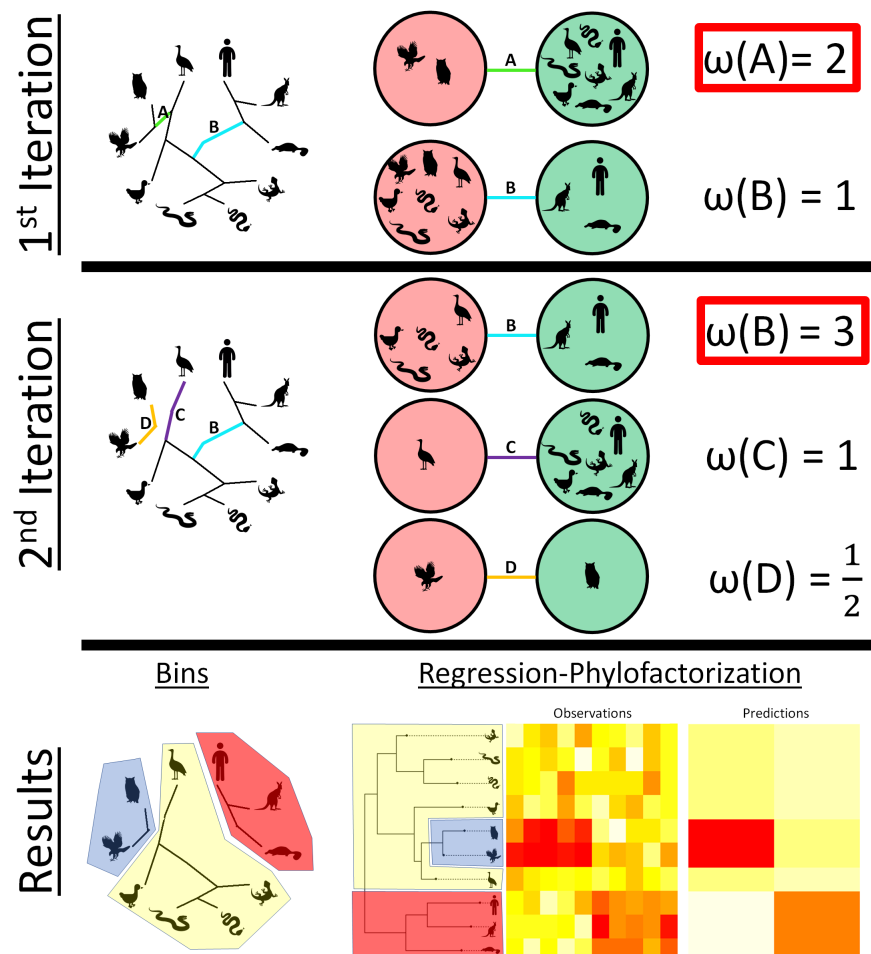 1st Iteration
A
B
A
ω(A)= 2
B
ω(B) = 1
2nd Iteration
D
C
B
B
ω(B) = 3
C
ω(C) = 1
D
ω(D) = 1/2
Results
Bins
Regression-Phylofactorization
Observations
Predictions